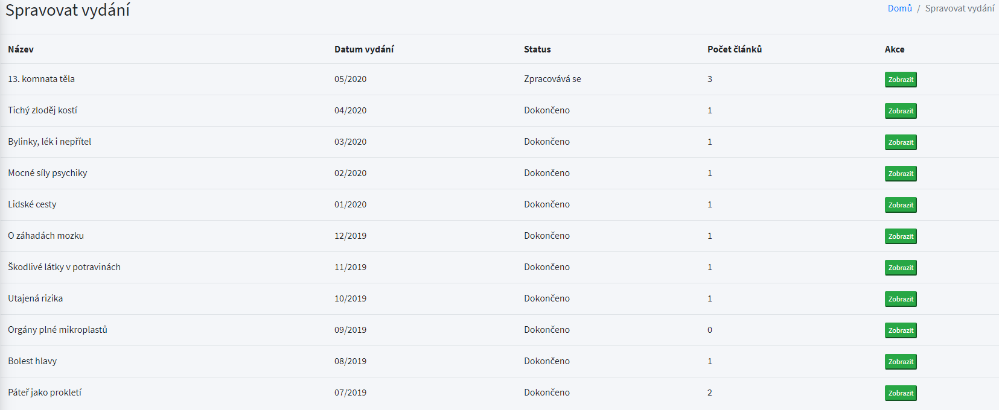 Spravovat vydání
Domů / Spravovat vydání
Název Datum vydání Status Počet článků Akce
13. komnata těla 05/2020 Zpracovává se 3 Zobrazit
Tichý zloděj kostí 04/2020 Dokončeno 1 Zobrazit
Bylinky, lék i nepřítel 03/2020 Dokončeno 1 Zobrazit
Mocné síly psychiky 02/2020 Dokončeno 1 Zobrazit
Lidské cesty 01/2020 Dokončeno 1 Zobrazit
O záhadách mozku 12/2019 Dokončeno 1 Zobrazit
Škodlivé látky v potravinách 11/2019 Dokončeno 1 Zobrazit
Utajená rizika 10/2019 Dokončeno 1 Zobrazit
Orgány plné mikroplastů 09/2019 Dokončeno 0 Zobrazit
Bolest hlavy 08/2019 Dokončeno 1 Zobrazit
Páteř jako prokletí 07/2019 Dokončeno 2 Zobrazit